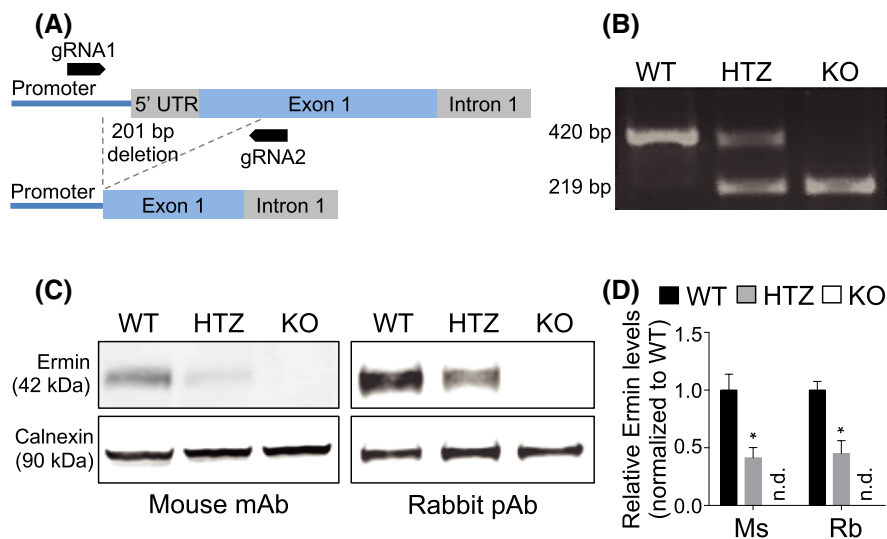 (A)
gRNA1
Promoter
5' UTR Exon 1 Intron 1
201 bp
deletion
gRNA2
Promoter
Exon 1 Intron 1
(B)
WT HTZ KO
420 bp
219 bp
(C)
WT HTZ KO WT HTZ KO
Ermin
(42 kDa)
Calnexin
(90 kDa)
Mouse mAb Rabbit pAb
(D)
WT HTZ KO
Relative Ermin levels
(normalized to WT)
1.5
1.0
0.5
0.0
* n.d. * n.d.
Ms Rb